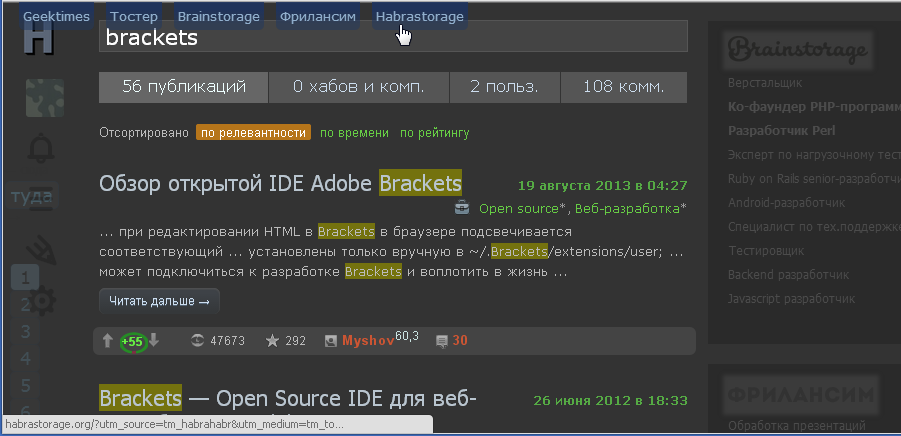 Geektimes Тостер Brainstorage Фрилансим Habrastorage
H
brackets
56 публикаций 0 хабов и комп. 2 польз. 108 комм.
Отсортировано по релевантности по времени по рейтингу
Обзор открытой IDE Adobe Brackets 19 августа 2013 в 04:27
Open source*, Веб-разработка*
... при редактировании HTML в Brackets в браузере подсвечивается
соответствующий ... установлены только вручную в ~/.Brackets/extensions/user; ...
может подключиться к разработке Brackets и воплотить в жизнь ...
Читать дальше →
+55 47673 292 Myshov 60,3 30
Brackets — Open Source IDE для веб-
26 июня 2012 в 18:33
туда
1
2
3
4
5
6
Brainstorage
Верстальщик
Ко-фаундер PHP-програм
Разработчик Perl
Эксперт по нагрузочному тест
Ruby on Rails senior-разработчи
Android-разработчик
Специалист по тех.поддержк
Тестировщик
Backend разработчик
Javascript разработчик
ФРИЛАНСИМ
Обработка презентаций
habrastorage.org/?utm_source=tm_habrahabr&utm_medium=tm_to...